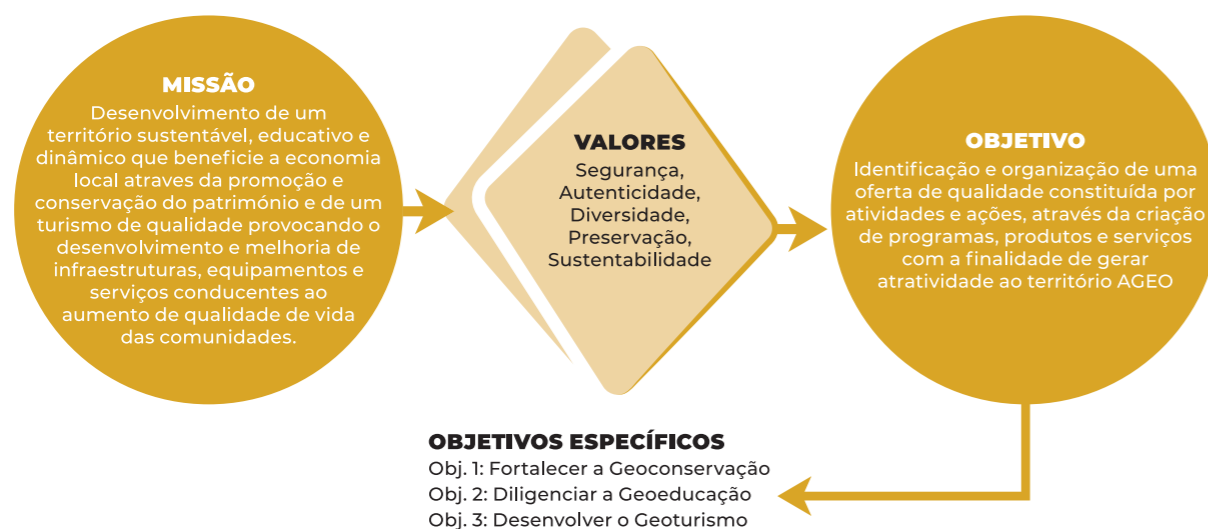 MISSÃO
Desenvolvimento de um
território sustentável, educativo e
dinâmico que beneficie a economia
local atraves da promoção e
conservação do património e de um
turismo de qualidade provocando o
desenvolvimento e melhoria de
infraestruturas, equipamentos e
serviços conducentes ao
aumento de qualidade de vida
das comunidades.
VALORES
Segurança,
Autenticidade,
Diversidade,
Preservação,
Sustentabilidade
OBJETIVO
Identificação e organização de uma
oferta de qualidade constituída por
atividades e ações, através da criação
de programas, produtos e serviços
com a finalidade de gerar
atratividade ao território AGEO
OBJETIVOS ESPECÍFICOS
Obj. 1: Fortalecer a Geoconservação
Obj. 2: Diligenciar a Geoeducação
Obj. 3: Desenvolver o Geoturismo